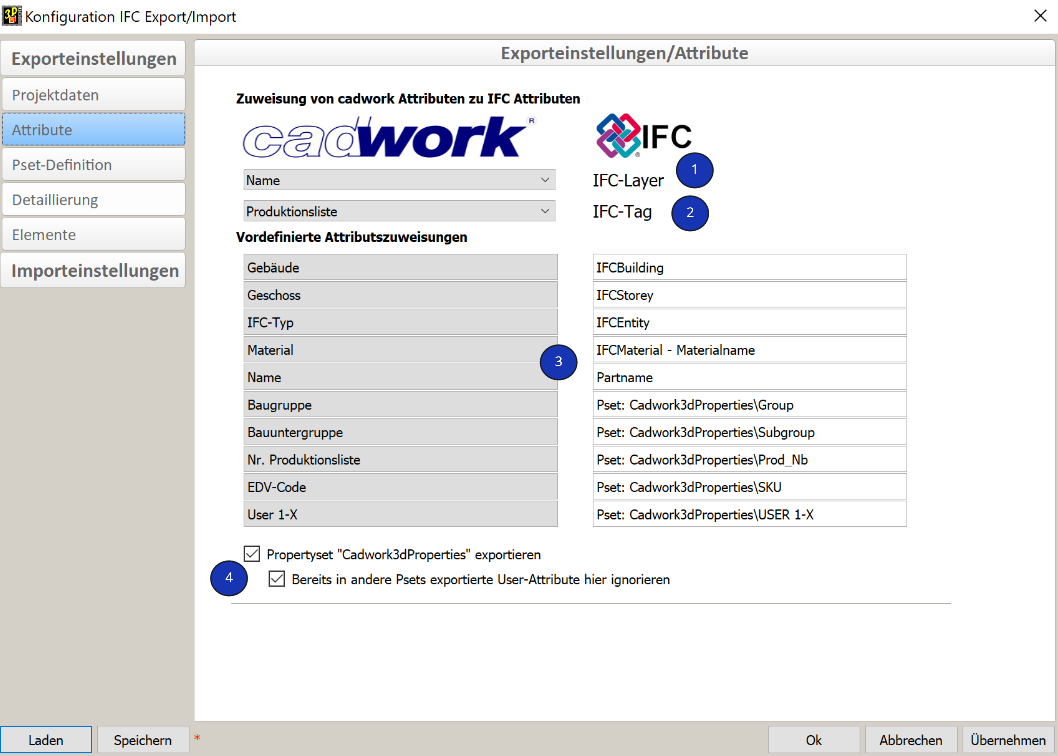 Konfiguration IFC Export/Import
Exporteinstellungen
Projektdaten
Attribute
Pset-Definition
Detaillierung
Elemente
Importeinstellungen
Exporteinstellungen/Attribute
Zuweisung von cadwork Attributen zu IFC Attributen
cadwork® IFC®
Name IFC-Layer 1
Produktionsliste IFC-Tag 2
Vordefinierte Attributszuweisungen
Gebäude IFCBuilding
Geschoss IFCStorey
IFC-Typ IFCEntity
Material IFCMaterial - Materialname
3
Name Partname
Baugruppe Pset: Cadwork3dProperties\Group
Bauuntergruppe Pset: Cadwork3dProperties\Subgroup
Nr. Produktionsliste Pset: Cadwork3dProperties\Prod_Nb
EDV-Code Pset: Cadwork3dProperties\SKU
User 1-X Pset: Cadwork3dProperties\USER 1-X
Propertyset "Cadwork3dProperties" exportieren
4 Bereits in andere Psets exportierte User-Attribute hier ignorieren
Laden Speichern * Ok Abbrechen Übernehmen